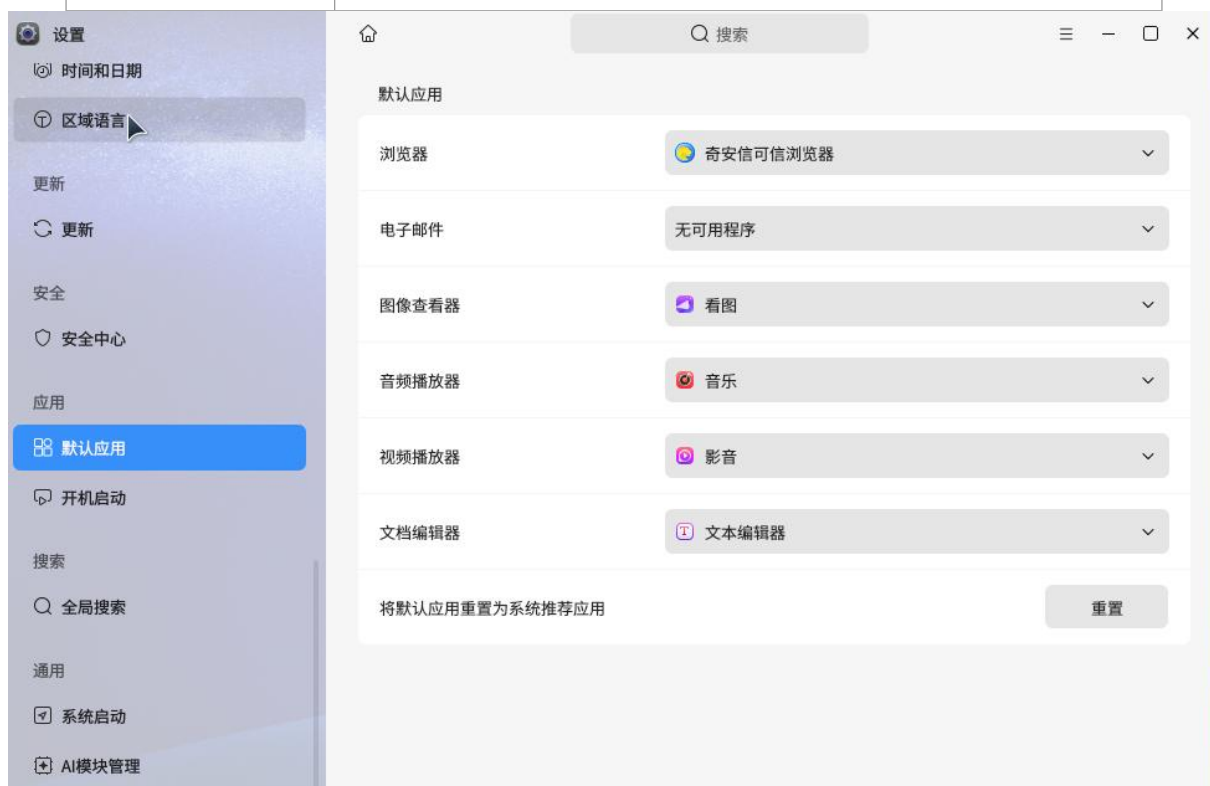 设置
搜索
时间和日期
区域语言
更新
更新
安全
安全中心
应用
默认应用
开机启动
搜索
全局搜索
通用
系统启动
AI模块管理
默认应用
浏览器 奇安信可信浏览器
电子邮件 无可用程序
图像查看器 看图
音频播放器 音乐
视频播放器 影音
文档编辑器 文本编辑器
将默认应用重置为系统推荐应用 重置